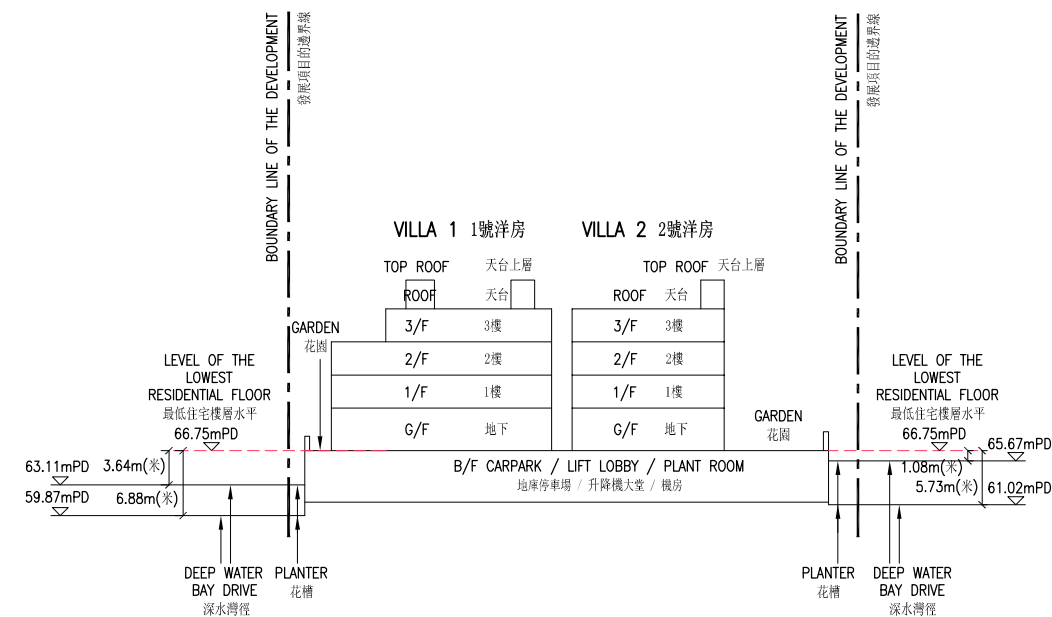 BOUNDARY LINE OF THE DEVELOPMENT
發展項目的邊界線
BOUNDARY LINE OF THE DEVELOPMENT
發展項目的邊界線
VILLA 1 1號洋房
VILLA 2 2號洋房
TOP ROOF 天台上層
TOP ROOF 天台上層
ROOF 天台
ROOF 天台
3/F 3樓
3/F 3樓
2/F 2樓
2/F 2樓
1/F 1樓
1/F 1樓
G/F 地下
G/F 地下
GARDEN
花園
GARDEN
花園
LEVEL OF THE
LOWEST
RESIDENTIAL FLOOR
最低住宅樓層水平
66.75mPD
LEVEL OF THE
LOWEST
RESIDENTIAL FLOOR
最低住宅樓層水平
66.75mPD
65.67mPD
63.11mPD
3.64m(米)
59.87mPD
6.88m(米)
B/F CARPARK / LIFT LOBBY / PLANT ROOM
地庫停車場 / 升降機大堂 / 機房
1.08m(米)
5.73m(米)
61.02mPD
DEEP WATER
BAY DRIVE
深水灣徑
PLANTER
花槽
PLANTER
花槽
DEEP WATER
BAY DRIVE
深水灣徑